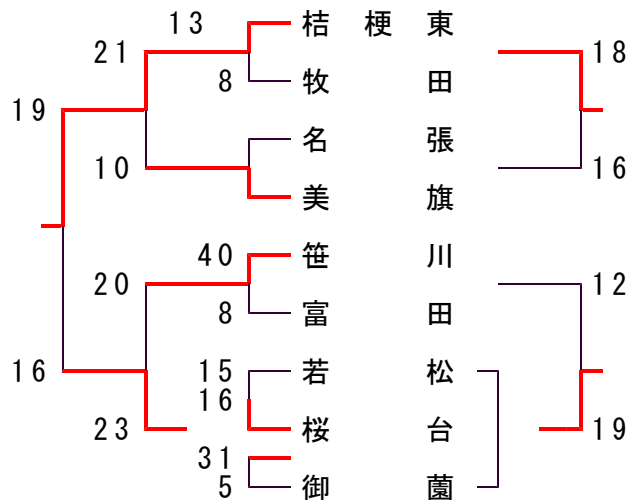 13 桔梗東
21 18
8 牧田
19
名張
10 16
美旗
40 笹川
20 12
8 富田
16 15 若松
16
23 桜台 19
31
5 御薗